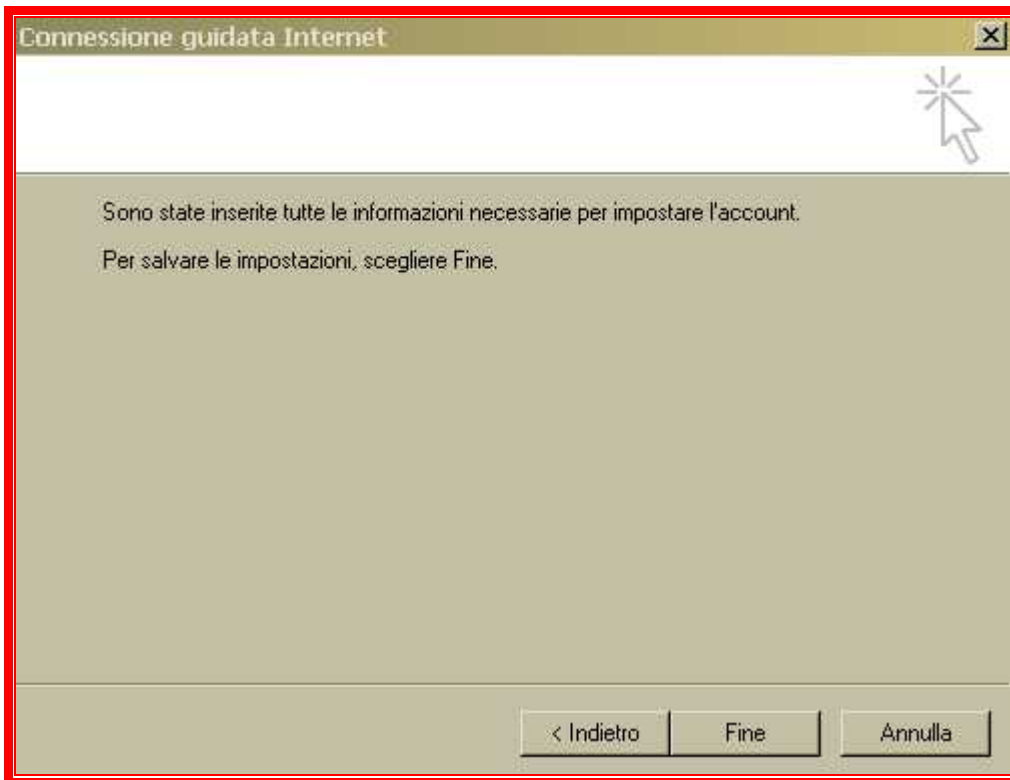 Connessione guidata Internet
Sono state inserite tutte le informazioni necessarie per impostare l'account.
Per salvare le impostazioni, scegliere Fine.
< Indietro
Fine
Annulla